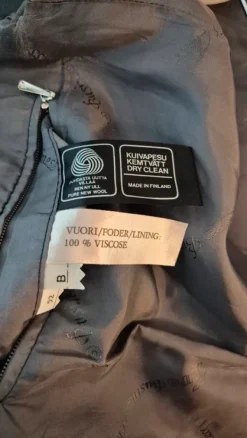 PUHDASTA UUTTA
VILLAA
REN NY ULL
PURE NEW WOOL
KUIVAPESU
KEMTVÄTT
DRY CLEAN
MADE IN FINLAND
VUORI/FODER/LINING:
100 % VISCOSE
B